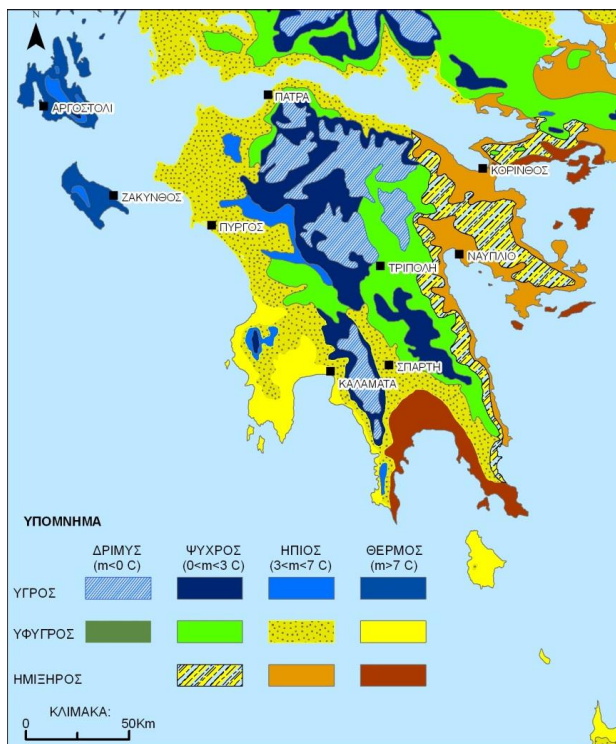 N
ΑΡΓΟΣΤΟΛΙ
ΠΑΤΡΑ
ΚΟΡΙΝΘΟΣ
ΖΑΚΥΝΘΟΣ
ΠΥΡΓΟΣ
ΝΑΥΠΛΙΟ
ΤΡΙΠΟΛΗ
ΣΠΑΡΤΗ
ΚΑΛΑΜΑΤΑ
ΥΠΟΜΝΗΜΑ
ΔΡΙΜΥΣ ΨΥΧΡΟΣ ΗΠΙΟΣ ΘΕΡΜΟΣ
(m<0 C) (0<m<3 C) (3<m<7 C) (m>7 C)
ΥΓΡΟΣ
ΥΦΥΓΡΟΣ
ΗΜΙΞΗΡΟΣ
ΚΛΙΜΑΚΑ:
0 50Km